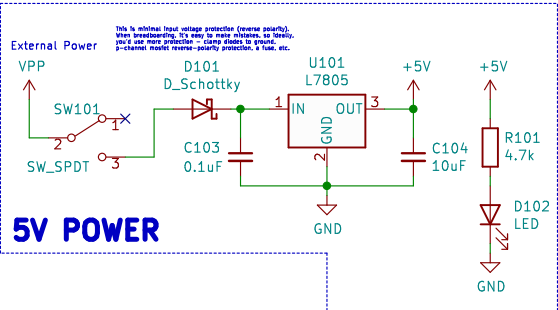 This is minimal input voltage protection (reverse polarity).
When breadboarding, it's easy to make mistakes, so ideally,
you'd use more protection - clamp diodes to ground,
p-channel mosfet reverse-polarity protection, a fuse, etc.
External Power
VPP
SW101
1
2
3
SW_SPDT
D101
D_Schottky
U101
L7805
1
IN
OUT
3
GND
2
C103
0.1uF
+5V
C104
10uF
GND
+5V
R101
4.7k
D102
LED
GND
5V POWER